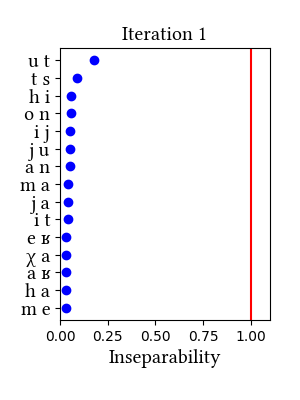 Iteration 1
u t
t s
h i
o n
i j
j u
a n
m a
j a
i t
e ʁ
χ a
a ʁ
h a
m e
0.00 0.25 0.50 0.75 1.00
Inseparability